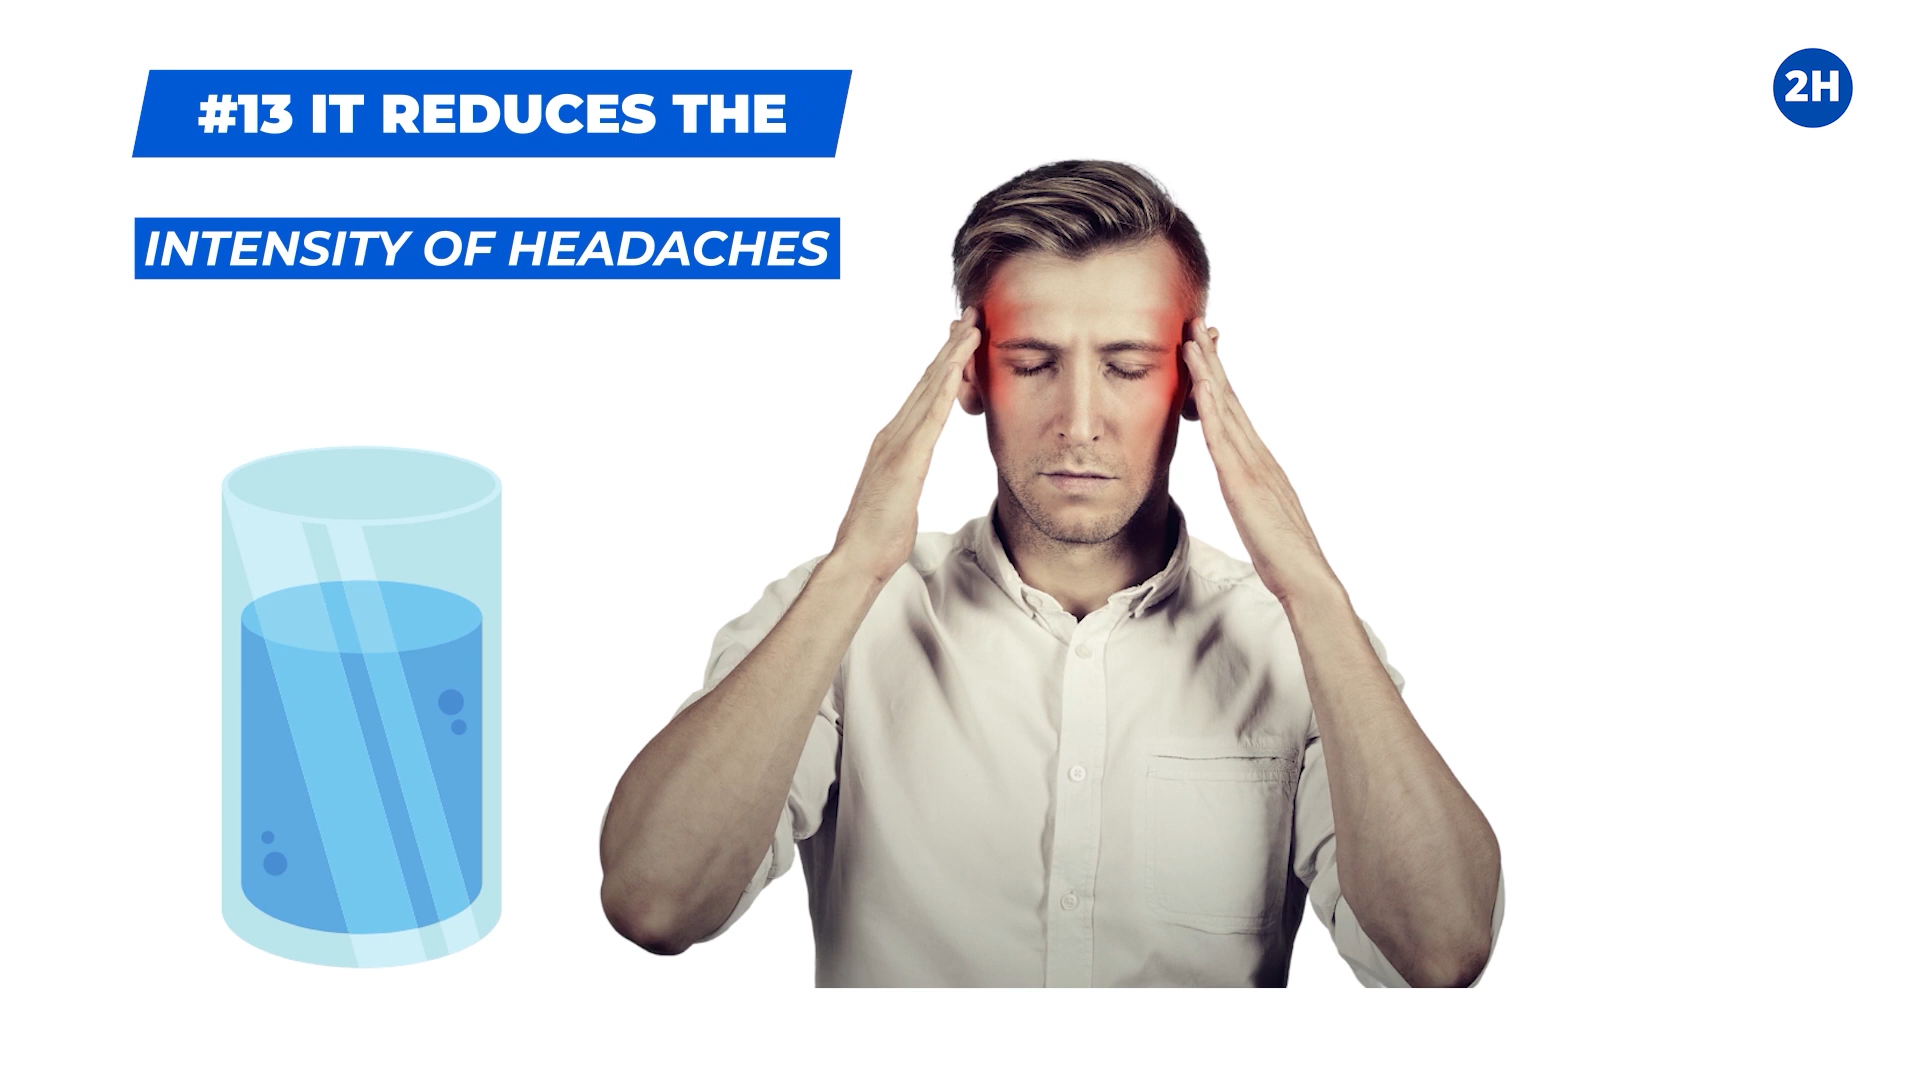 #13 IT REDUCES THE
INTENSITY OF HEADACHES
2H